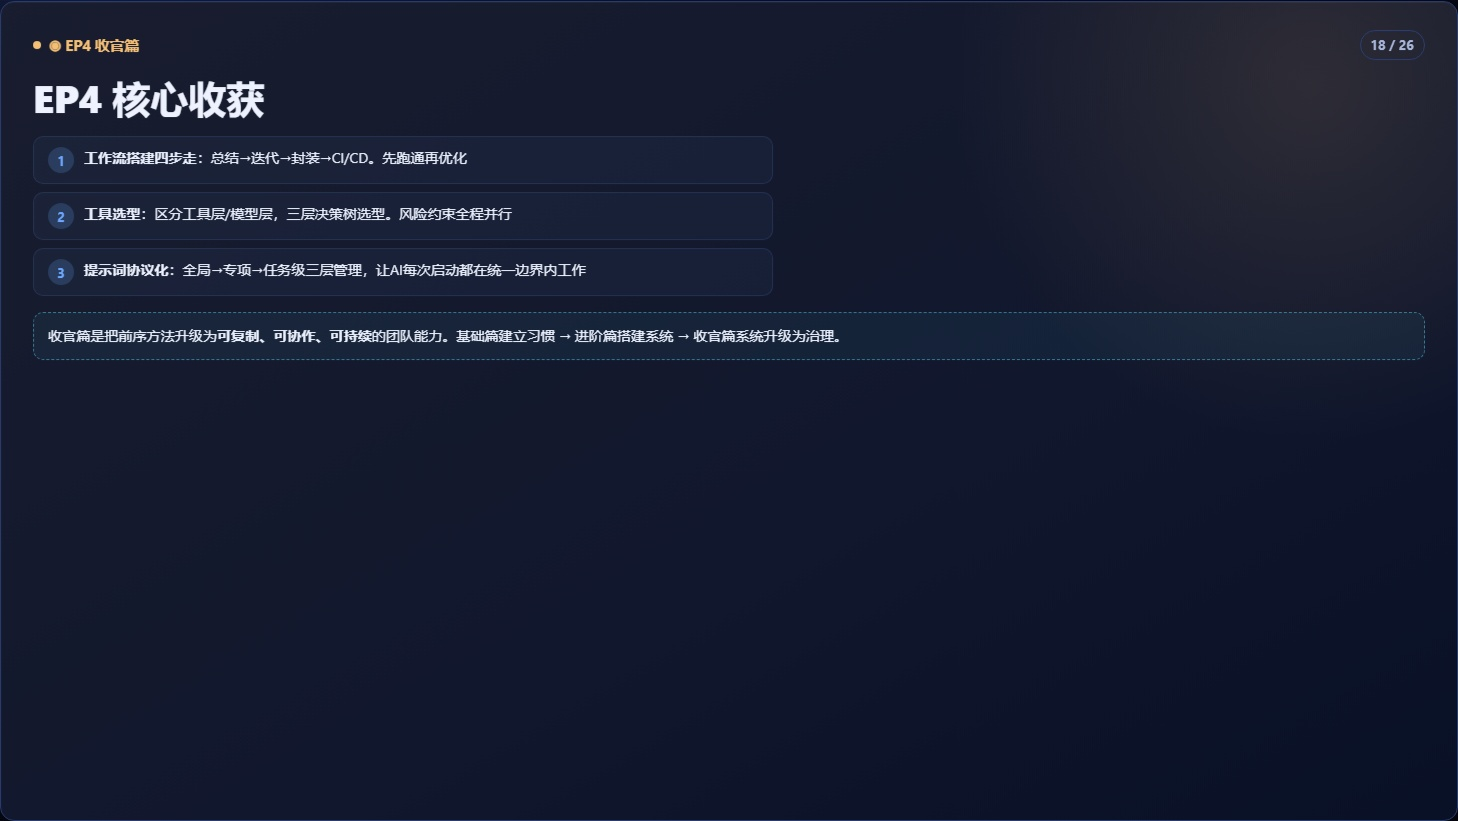 ◉ EP4 收官篇
18 / 26
EP4 核心收获
1 工作流搭建四步走：总结→迭代→封装→CI/CD。先跑通再优化
2 工具选型：区分工具层/模型层，三层决策树选型。风险约束全程并行
3 提示词协议化：全局→专项→任务级三层管理，让AI每次启动都在统一边界内工作
收官篇是把前序方法升级为可复制、可协作、可持续的团队能力。基础篇建立习惯 → 进阶篇搭建系统 → 收官篇系统升级为治理。